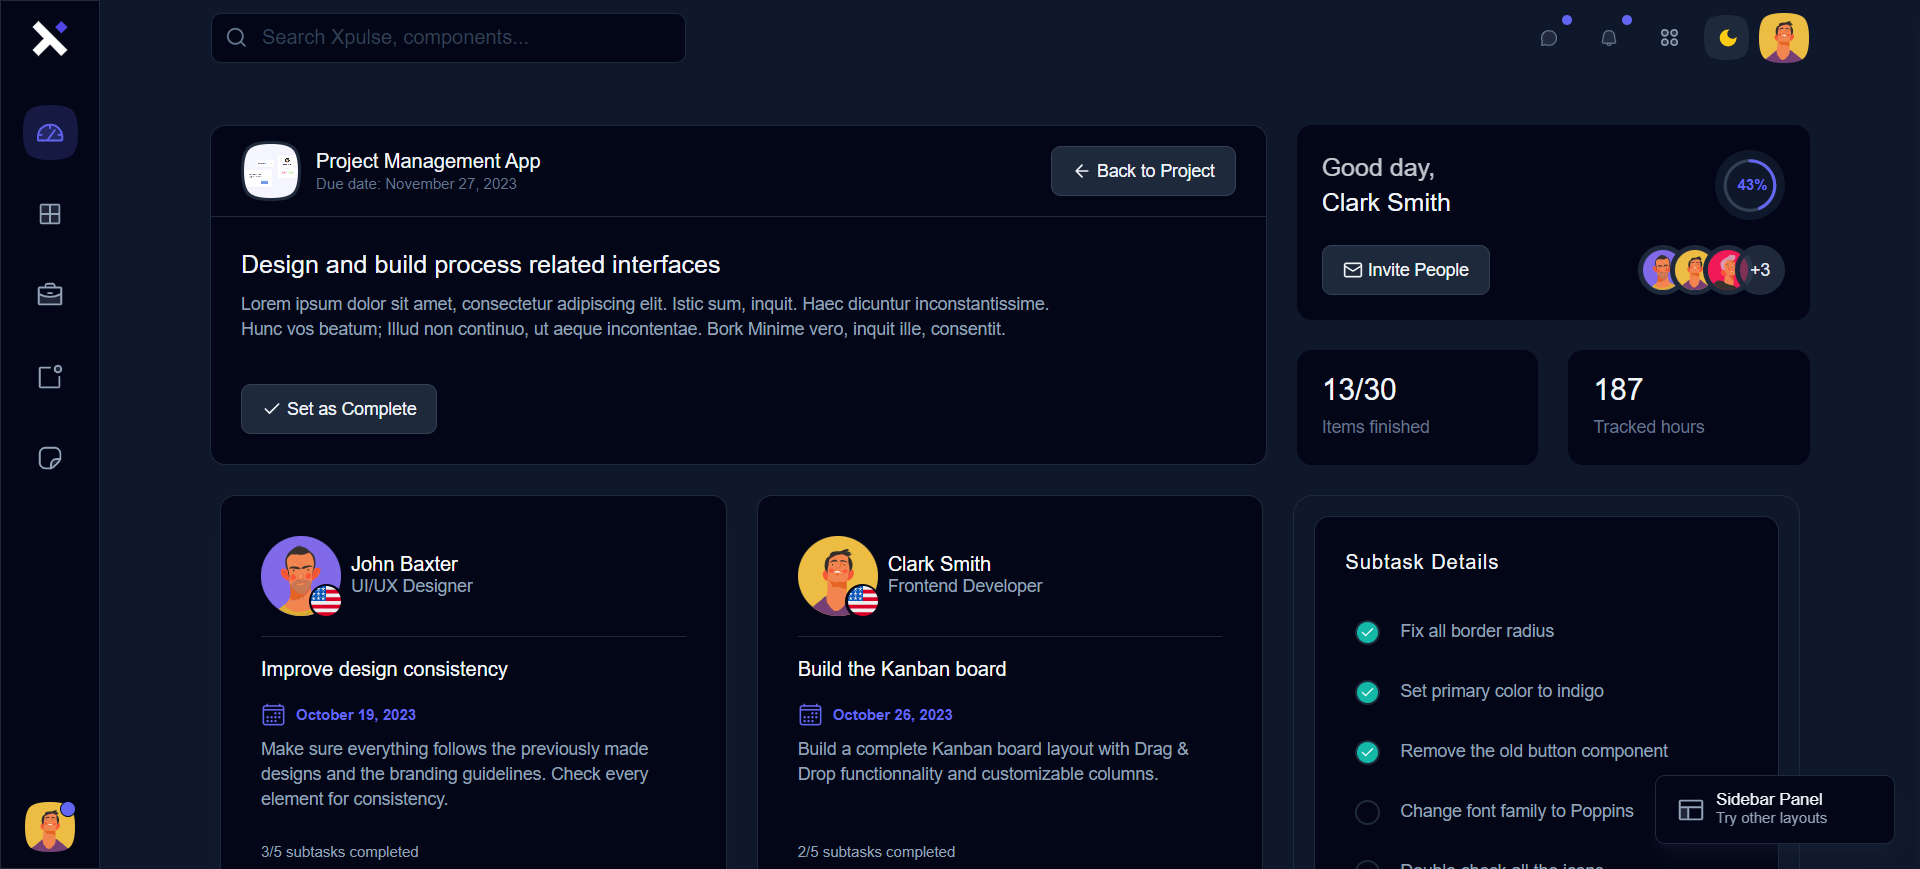 Search Xpulse, components...
Project Management App
Due date: November 27, 2023
Back to Project
Design and build process related interfaces
Lorem ipsum dolor sit amet, consectetur adipiscing elit. Istic sum, inquit. Haec dicuntur inconstantissime.
Hunc vos beatum; Illud non continuo, ut aeque incontentae. Bork Minime vero, inquit ille, consentit.
Set as Complete
Good day,
Clark Smith
43%
Invite People
+3
13/30
Items finished
187
Tracked hours
John Baxter
UI/UX Designer
Improve design consistency
October 19, 2023
Make sure everything follows the previously made
designs and the branding guidelines. Check every
element for consistency.
3/5 subtasks completed
Clark Smith
Frontend Developer
Build the Kanban board
October 26, 2023
Build a complete Kanban board layout with Drag &
Drop functionnality and customizable columns.
2/5 subtasks completed
Subtask Details
Fix all border radius
Set primary color to indigo
Remove the old button component
Change font family to Poppins
Double check all the icons
Sidebar Panel
Try other layouts